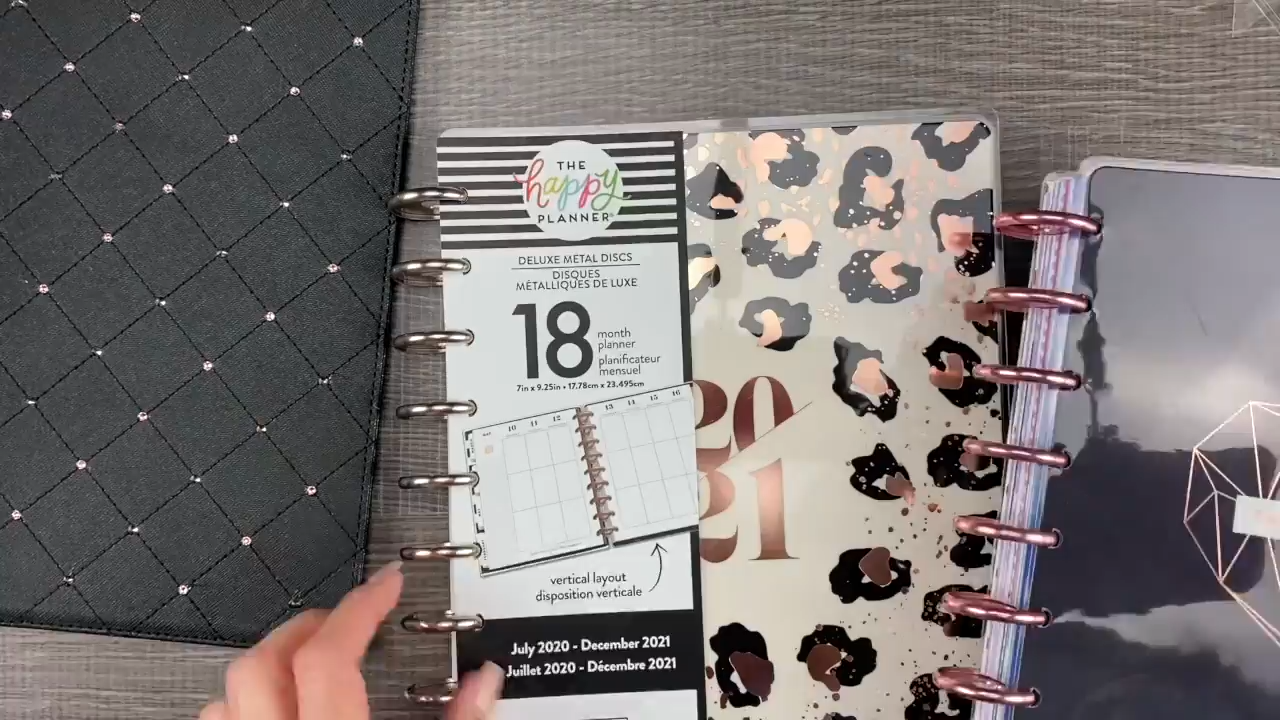 THE
happy
PLANNER®
DELUXE METAL DISCS
DISQUES
MÉTALLIQUES DE LUXE
18
month
planner
planificateur
mensuel
7in x 9.25in • 17.78cm x 23.495cm
10 11 12 13 14 15 16
vertical layout
disposition verticale
July 2020 - December 2021
Juillet 2020 - Décembre 2021
20
21